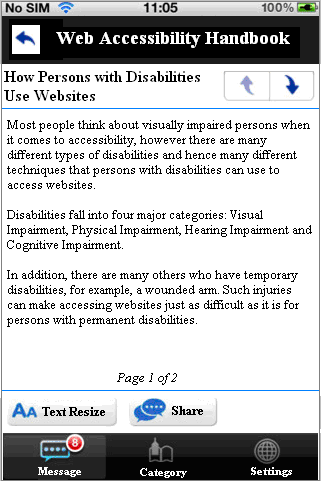 No SIM 11:05 100%
Web Accessibility Handbook
How Persons with Disabilities
Use Websites
Most people think about visually impaired persons when
it comes to accessibility, however there are many
different types of disabilities and hence many different
techniques that persons with disabilities can use to
access websites.
Disabilities fall into four major categories: Visual
Impairment, Physical Impairment, Hearing Impairment and
Cognitive Impairment.
In addition, there are many others who have temporary
disabilities, for example, a wounded arm. Such injuries
can make accessing websites just as difficult as it is for
persons with permanent disabilities.
Page 1 of 2
AA Text Resize Share
8
Message Category Settings